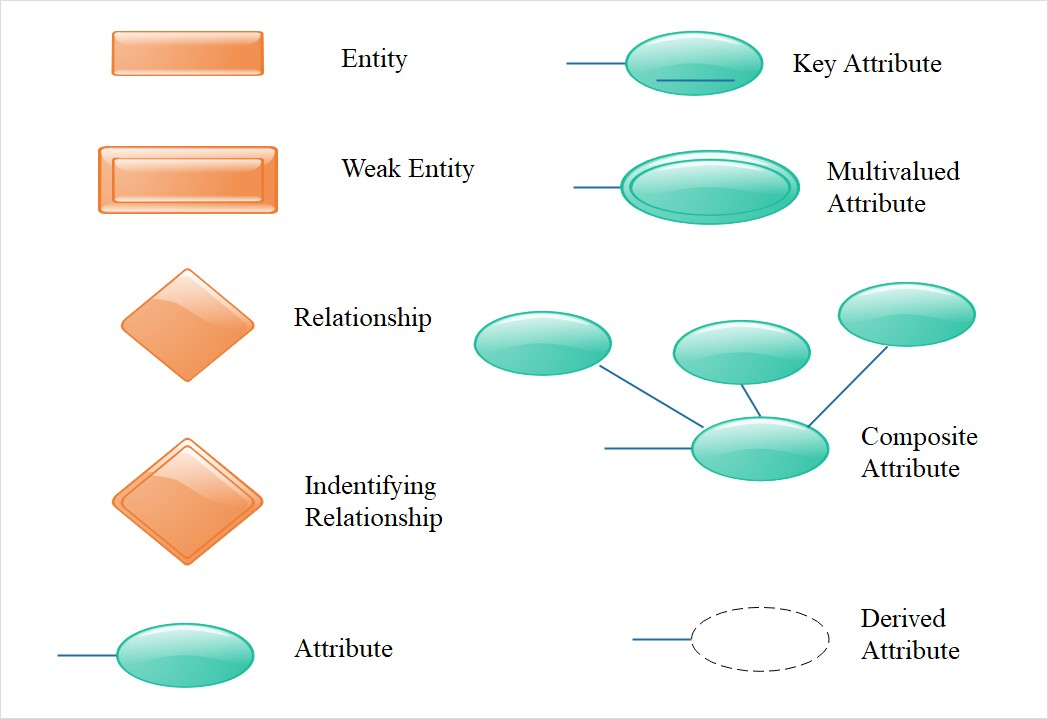 Entity
Key Attribute
Weak Entity
Multivalued
Attribute
Relationship
Composite
Attribute
Indentifying
Relationship
Attribute
Derived
Attribute